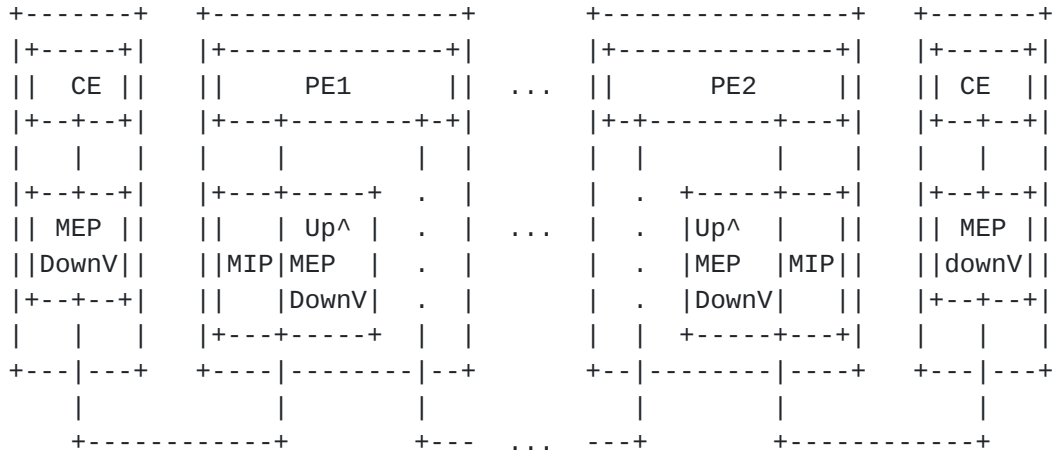 +-------+   +----------------+       +----------------+   +-------+
|+-----+|   |+--------------+|       |+--------------+|   |+-----+|
||  CE ||   ||     PE1      ||  ...  ||     PE2      ||   || CE  ||
|+--+--+|   |+---+--------+-+|       |+-+--------+---+|   |+--+--+|
|   |   |   |    |        |  |       |  |        |    |   |   |   |
|+--+--+|   |+---+-----+  .  |       |  .  +-----+---+|   |+--+--+|
|| MEP ||   ||   | Up^ |  .  |  ...  |  .  |Up^  |   ||   || MEP ||
||DownV||   ||MIP|MEP  |  .  |       |  .  |MEP  |MIP||   ||downV||
|+--+--+|   ||   |DownV|  .  |       |  .  |DownV|   ||   |+--+--+|
|   |   |   |+---+-----+  |  |       |  |  +-----+---+|   |   |   |
+---|---+   +----|--------|--+       +--|--------|----+   +---|---+
    |            |        |             |        |            |
    +------------+        +---  ...  ---+        +------------+